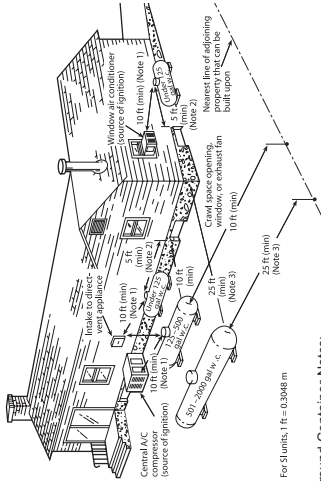 Window air conditioner
(source of ignition)
10 ft (min) (Note 1)
Under 125
gal w.c.
5 ft
(min)
(Note 2)
Nearest line of adjoining
property that can be
built upon
Intake to direct-
vent appliance
5 ft
(min)
(Note 2)
10 ft (min)
(Note 1)
Under 125
gal w.c.
10 ft
(min)
Crawl space opening,
window, or exhaust fan
10 ft (min)
Central A/C
compressor
(source of ignition)
10 ft (min)
(Note 1)
125–500
gal w.c.
25 ft
(min)
(Note 3)
501–2000 gal w.c.
25 ft (min)
(Note 3)
For SI units, 1 ft = 0.3048 m